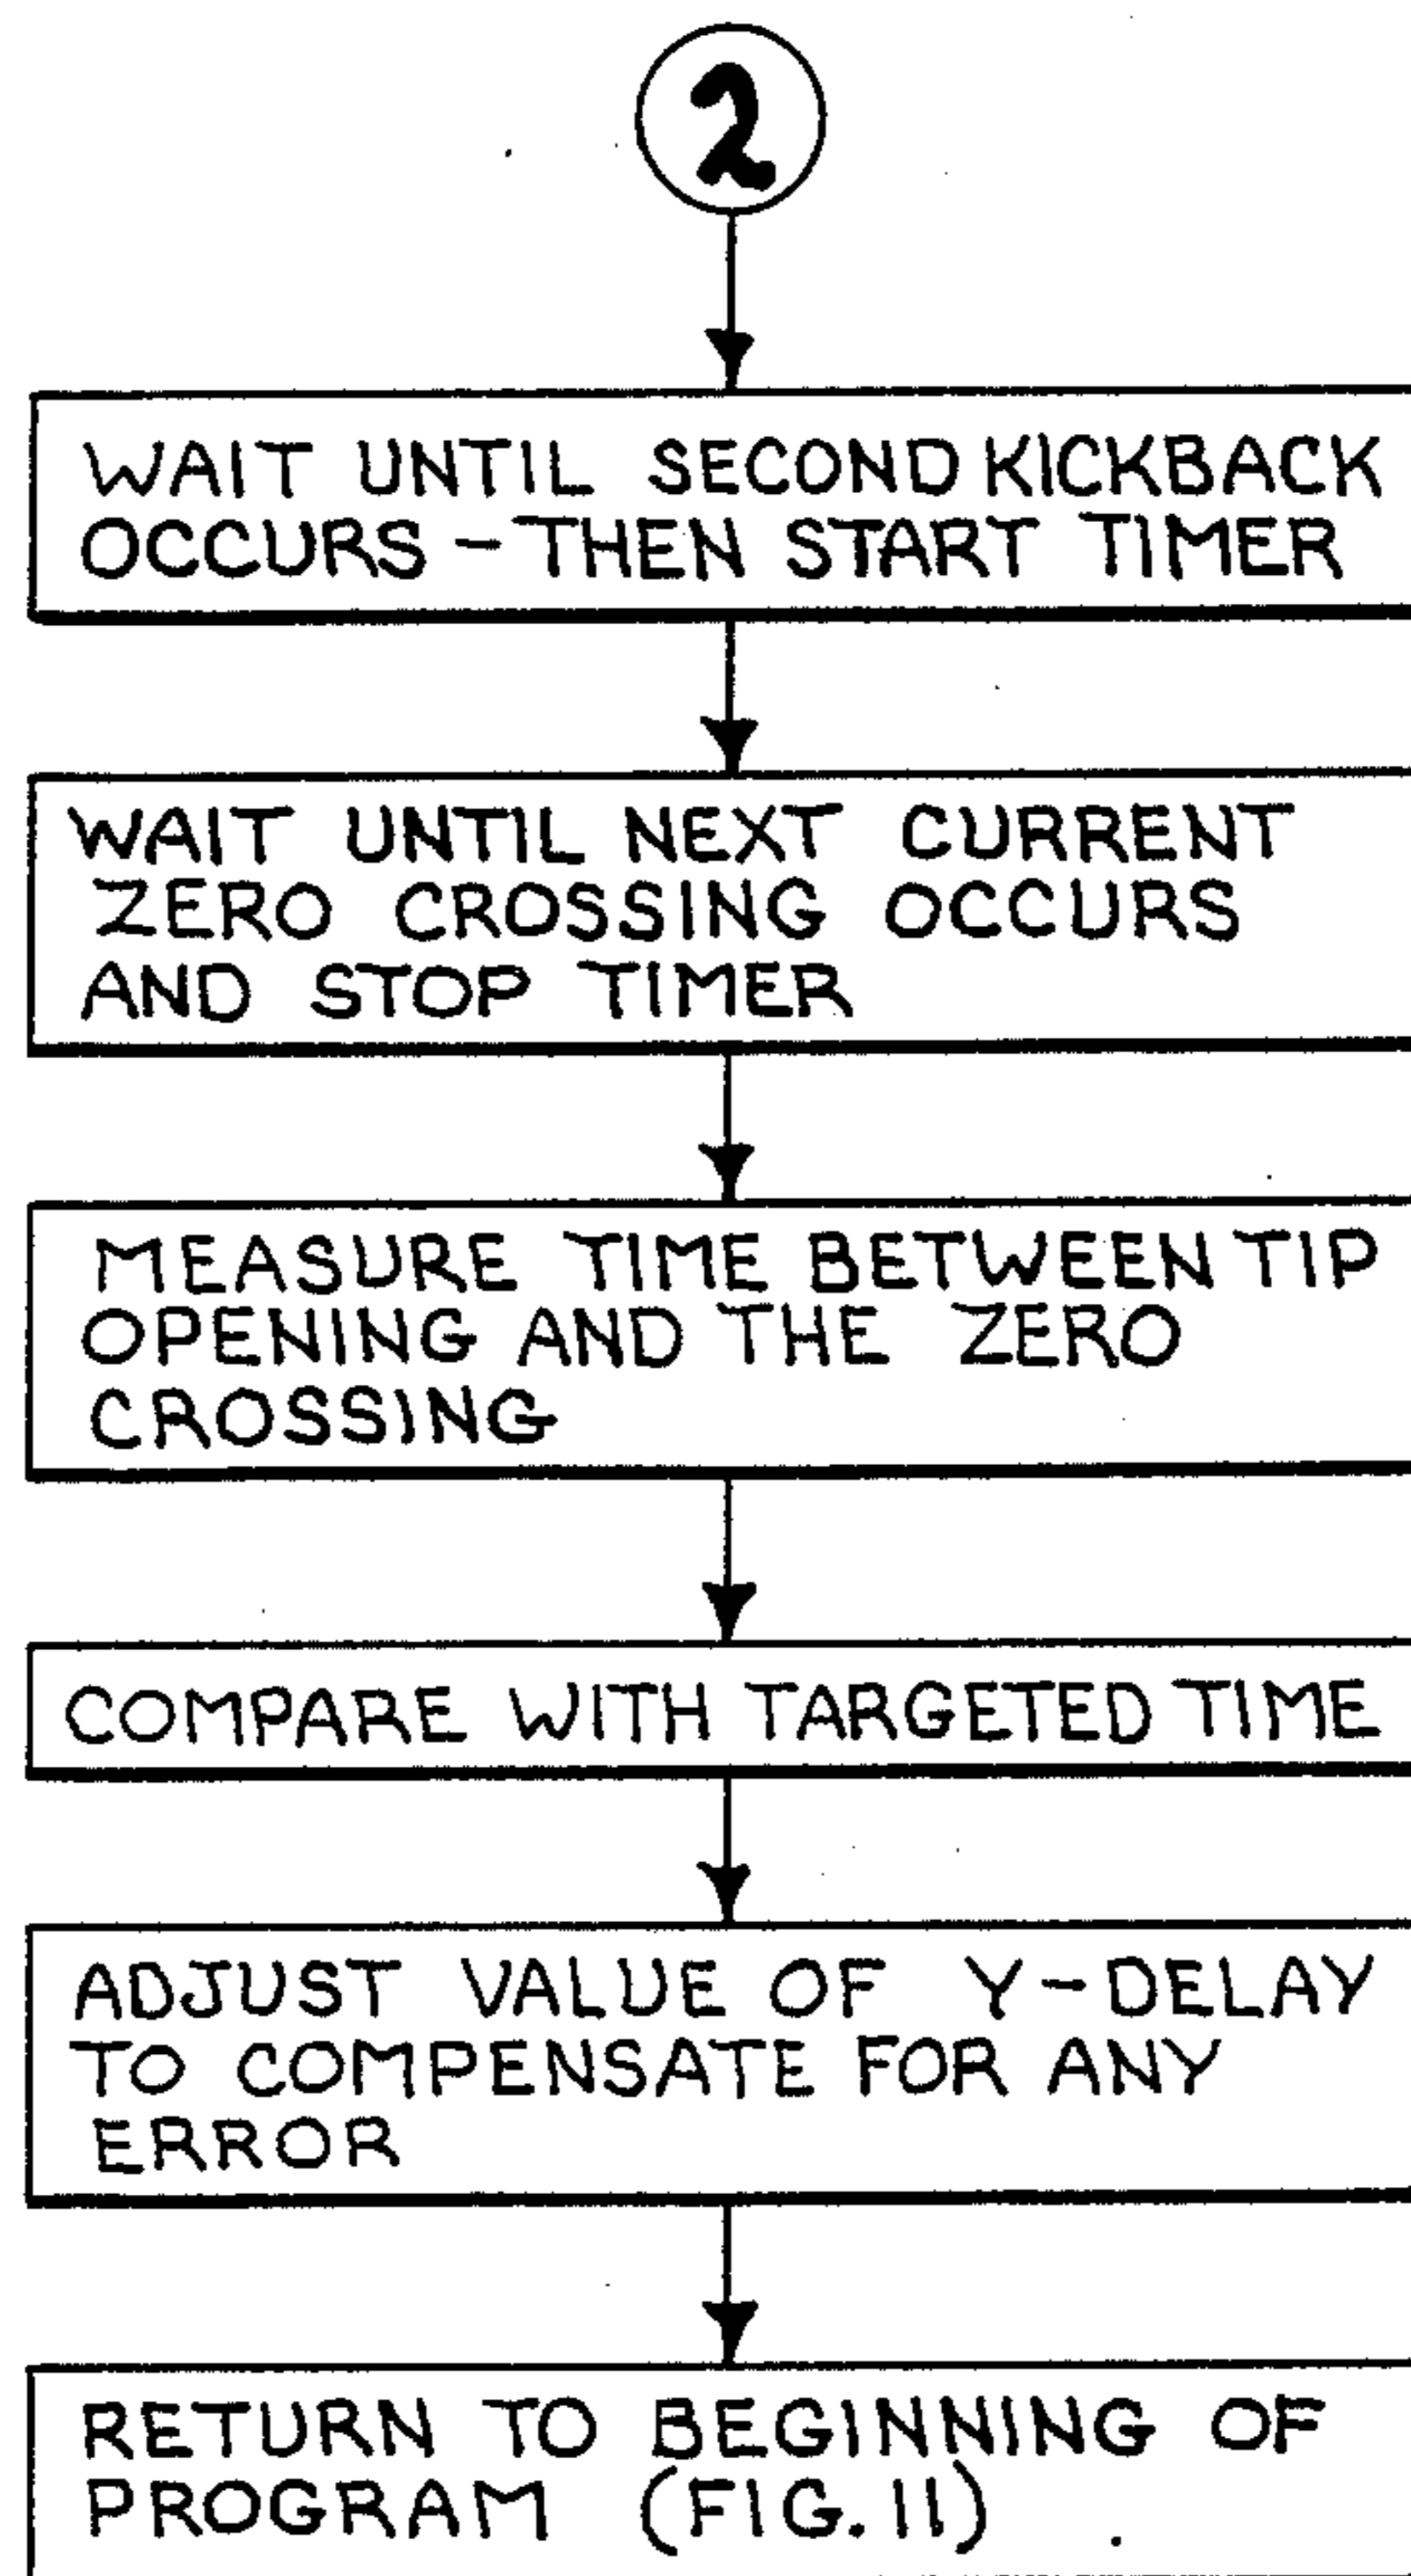 2
WAIT UNTIL SECOND KICKBACK
OCCURS - THEN START TIMER
WAIT UNTIL NEXT CURRENT
ZERO CROSSING OCCURS
AND STOP TIMER
MEASURE TIME BETWEEN TIP
OPENING AND THE ZERO
CROSSING
COMPARE WITH TARGETED TIME
ADJUST VALUE OF Y-DELAY
TO COMPENSATE FOR ANY
ERROR
RETURN TO BEGINNING OF
PROGRAM (FIG. 11)